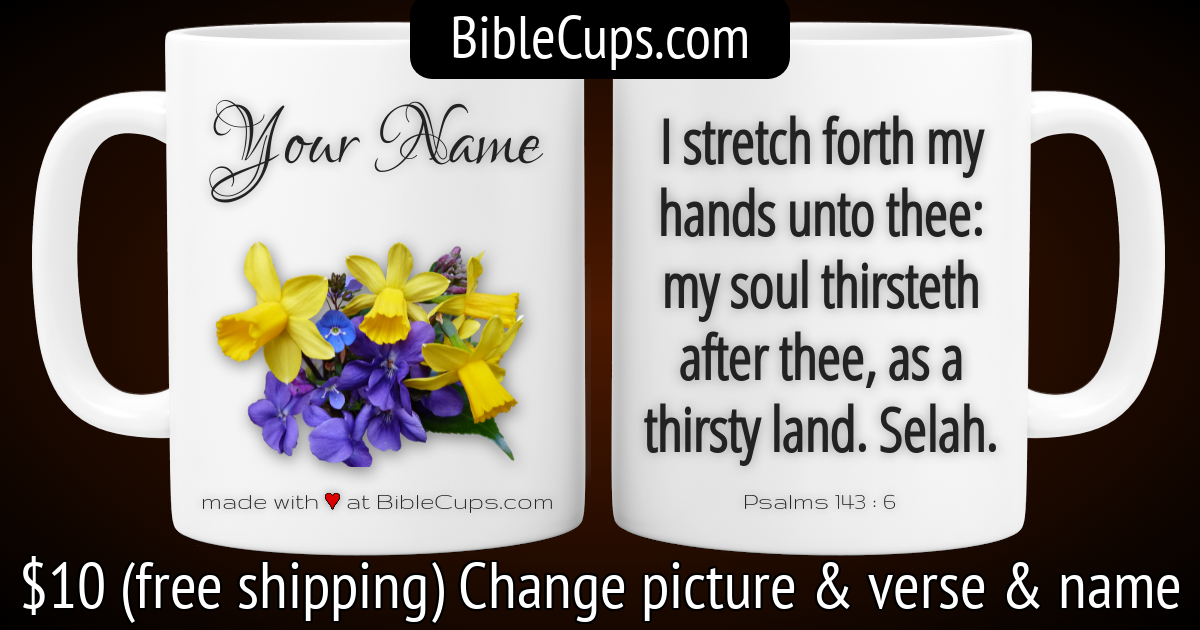 BibleCups.com
Your Name
made with ♥ at BibleCups.com
I stretch forth my
hands unto thee:
my soul thirsteth
after thee, as a
thirsty land. Selah.
Psalms 143 : 6
$10 (free shipping) Change picture & verse & name